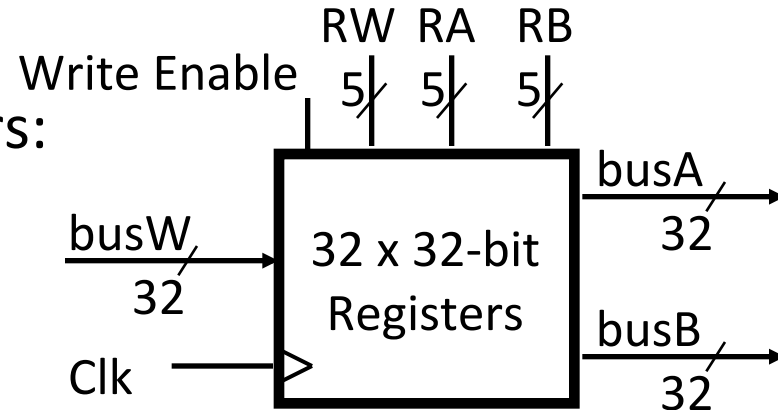 RW RA RB
Write Enable
5 5 5
rs:
busA
32
busW
32
32 x 32-bit
Registers
busB
32
Clk